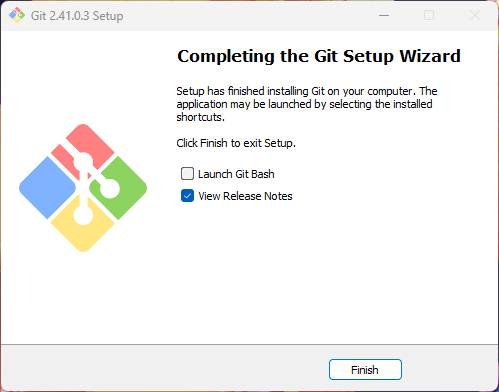 Git 2.41.0.3 Setup
Completing the Git Setup Wizard
Setup has finished installing Git on your computer. The
application may be launched by selecting the installed
shortcuts.
Click Finish to exit Setup.
Launch Git Bash
View Release Notes
Finish